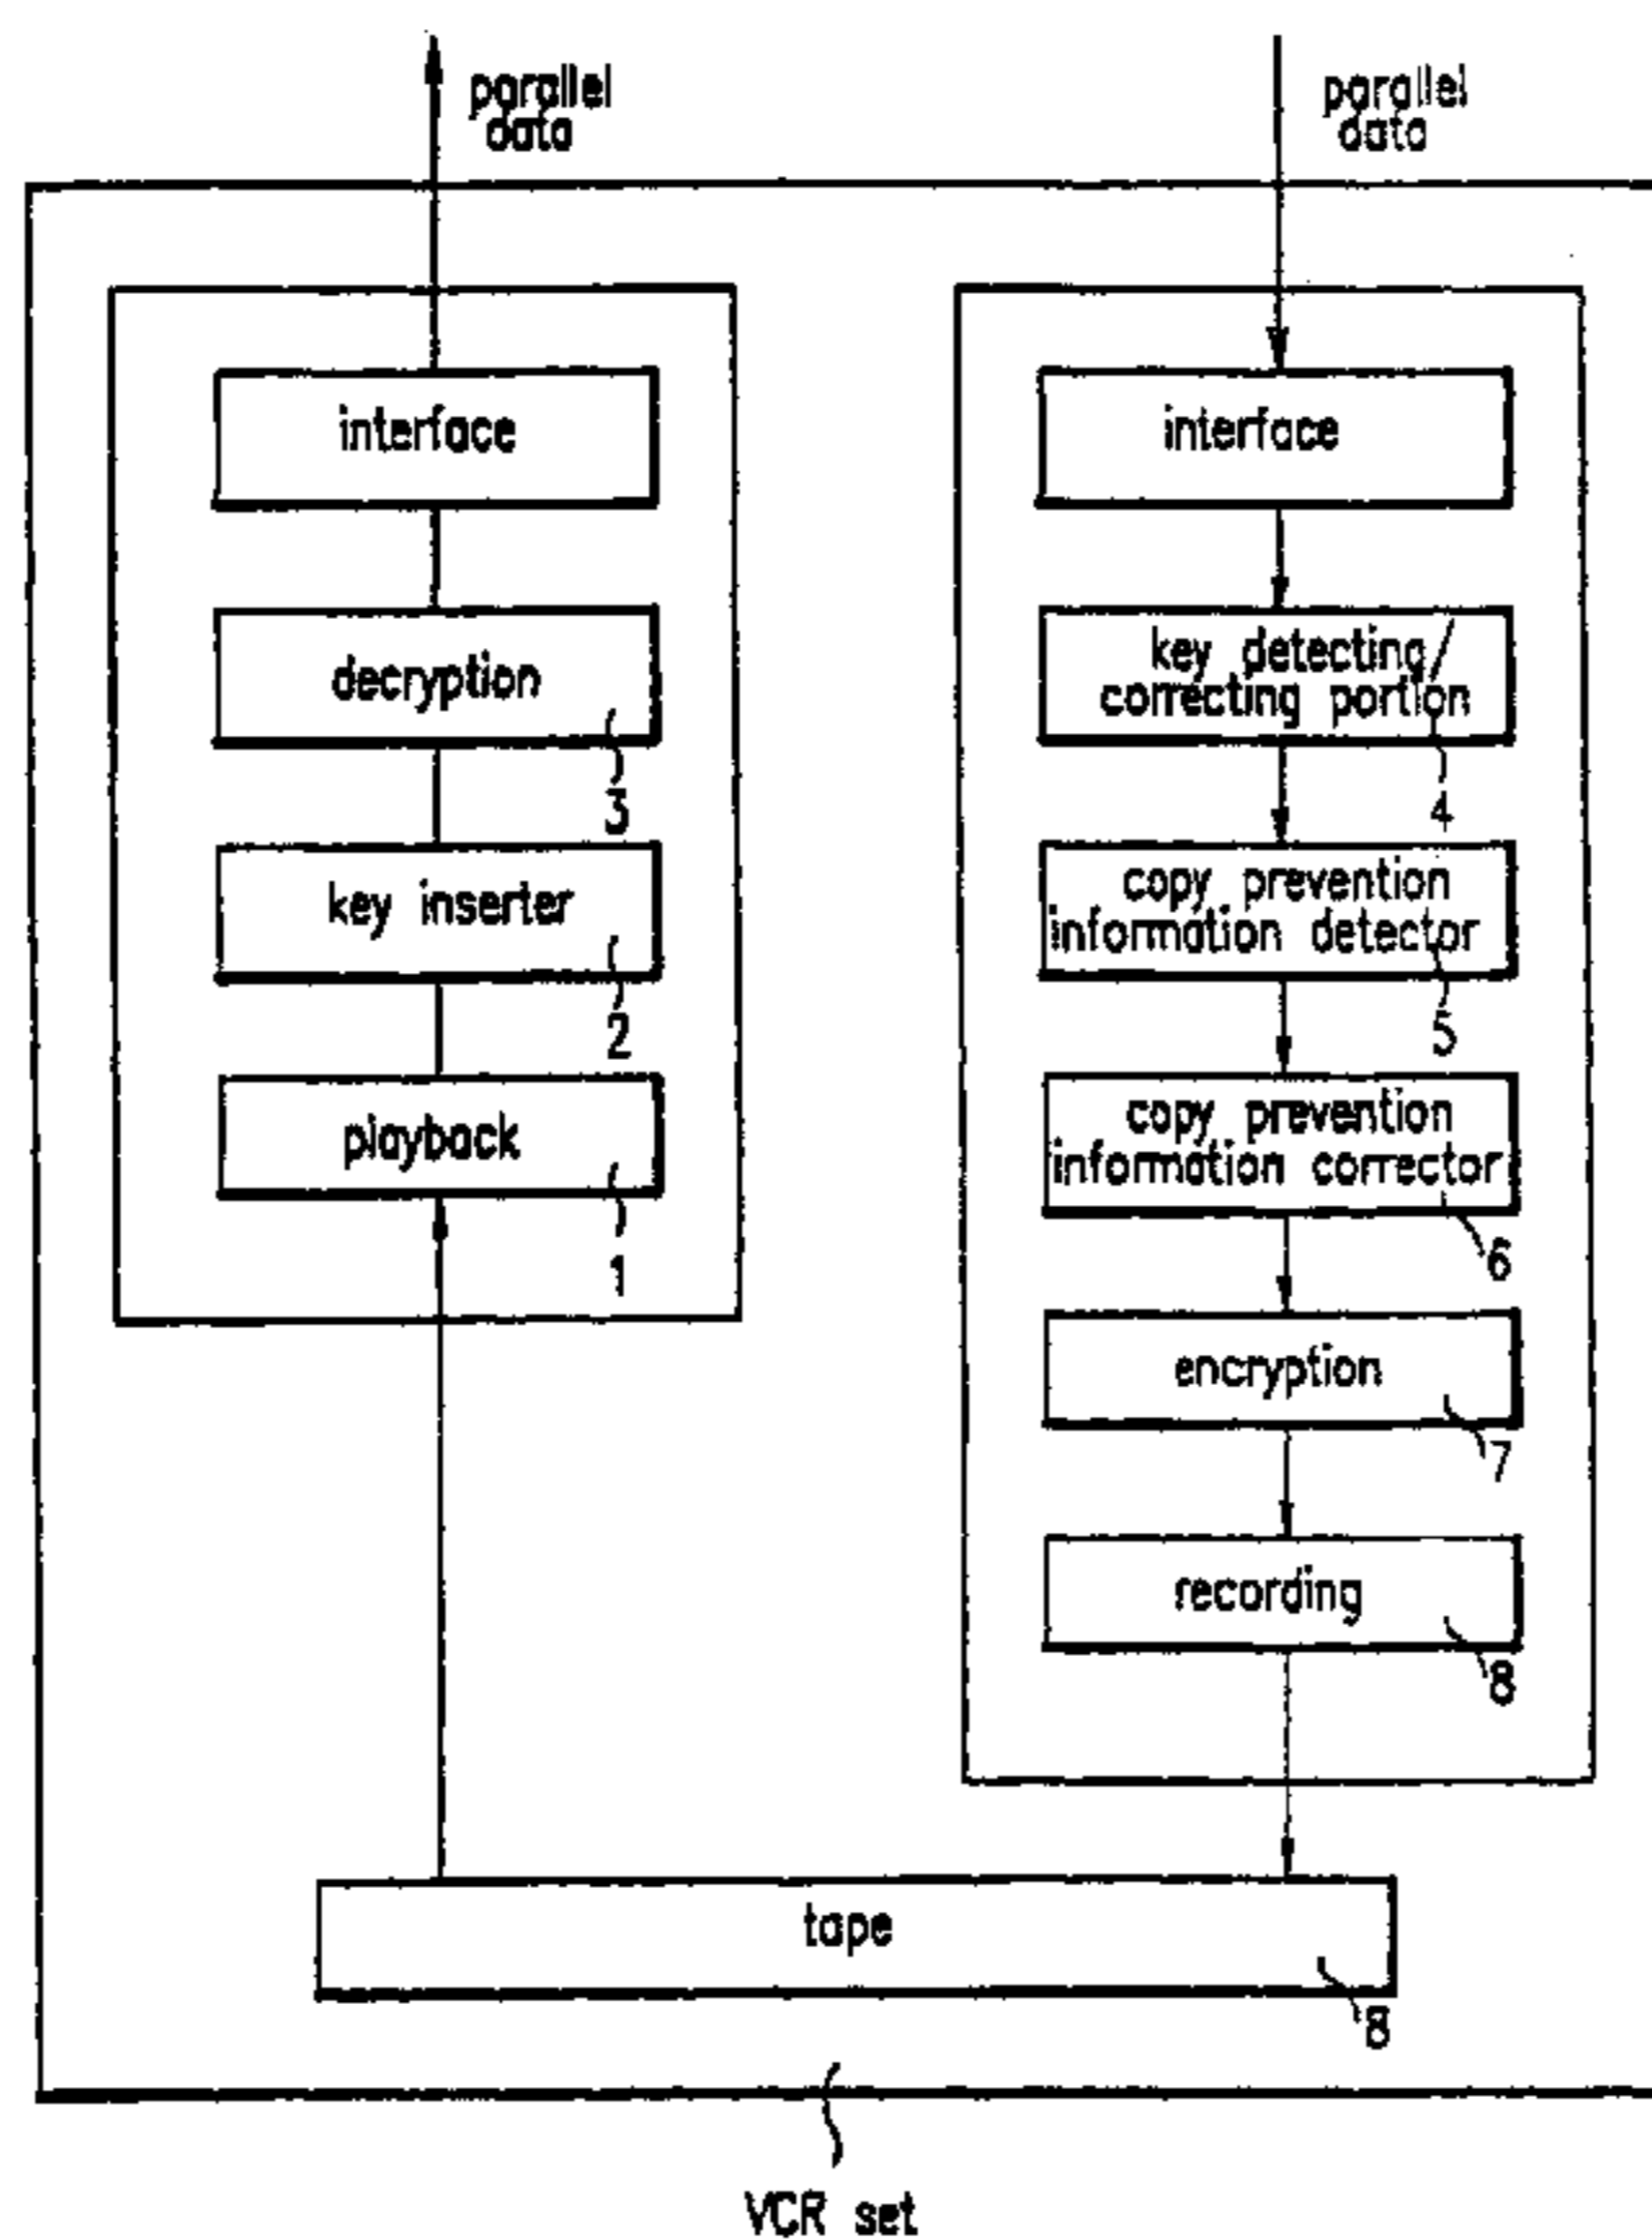 parallel
data
interface
decryption
3
key inserter
2
playback
1
parallel
data
interface
key detecting/
correcting portion
4
copy prevention
information detector
5
copy prevention
information corrector
6
encryption
7
recording
8
tape
8
VCR set